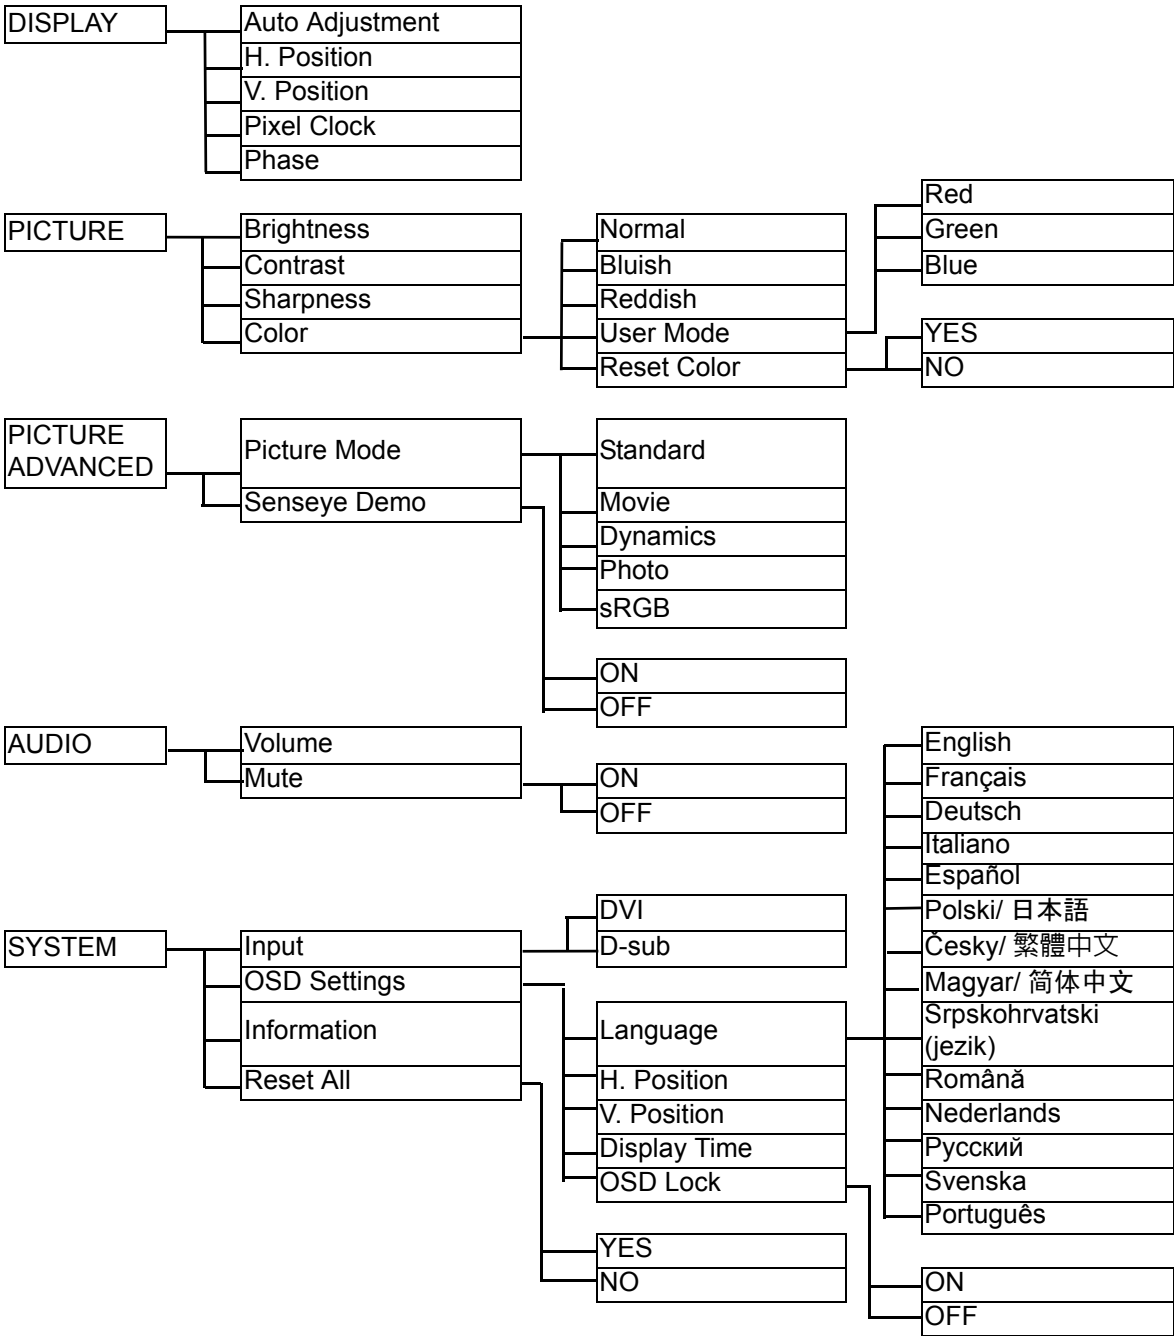 DISPLAY
Auto Adjustment
H. Position
V. Position
Pixel Clock
Phase
PICTURE
Brightness
Contrast
Sharpness
Color
Normal
Bluish
Reddish
User Mode
Reset Color
Red
Green
Blue
YES
NO
PICTURE
ADVANCED
Picture Mode
Senseye Demo
Standard
Movie
Dynamics
Photo
sRGB
ON
OFF
AUDIO
Volume
Mute
ON
OFF
SYSTEM
Input
OSD Settings
Information
Reset All
DVI
D-sub
Language
H. Position
V. Position
Display Time
OSD Lock
YES
NO
English
Français
Deutsch
Italiano
Español
Polski/ 日本語
Česky/ 繁體中文
Magyar/ 简体中文
Srpskohrvatski
(jezik)
Română
Nederlands
Русский
Svenska
Português
ON
OFF